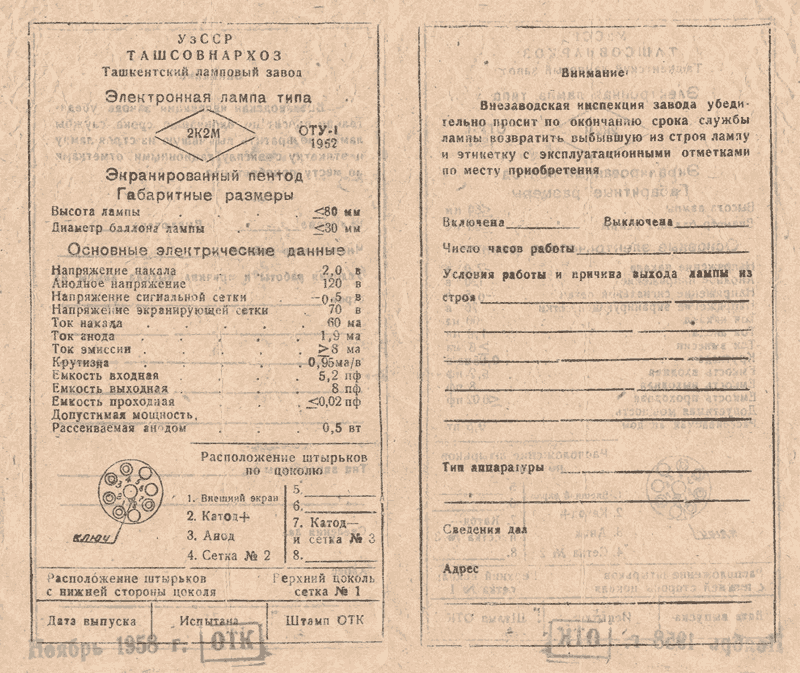 УзССР
ТАШСОВНАРХОЗ
Ташкентский ламповый завод
Электронная лампа типа
2К2М
ОТУ-1
1952
Экранированный пентод
Габаритные размеры
Высота лампы . . . . ≤80 мм
Диаметр баллона лампы . . . ≤30 мм
Основные электрические данные
Напряжение накала 2,0 в
Анодное напряжение 120 в
Напряжение сигнальной сетки −0,5 в
Напряжение экранирующей сетки 70 в
Ток накала . . . . . 60 ма
Ток анода . . . . . 1,9 ма
Ток эмиссии . . . . . ≥8 ма
Крутизна . . . . 0,95ма/в
Емкость входная . . . 5,2 пф
Емкость выходная . . . 8 пф
Емкость проходная . . . ≤0,02 пф
Допустимая мощность,
Рассеиваемая анодом . . . 0,5 вт
Расположение штырьков
по цоколю
1. Внешний экран
2. Катод+
3. Анод
4. Сетка № 2
5.
6.
7. Катод—
и сетка № 3
8.
ключ
Расположение штырьков
с нижней стороны цоколя
Верхний цоколь
сетка № 1
Дата выпуска
Испытана
Штамп ОТК
Ноябрь 1958 г.
ОТК
Внимание
Внезаводская инспекция завода убеди-
тельно просит по окончанию срока службы
лампы возвратить выбывшую из строя лампу
и этикетку с эксплуатационными отметками
по месту приобретения
Включена Выключена
Число часов работы
Условия работы и причина выхода лампы из
строя
Тип аппаратуры
Сведения дал
Адрес